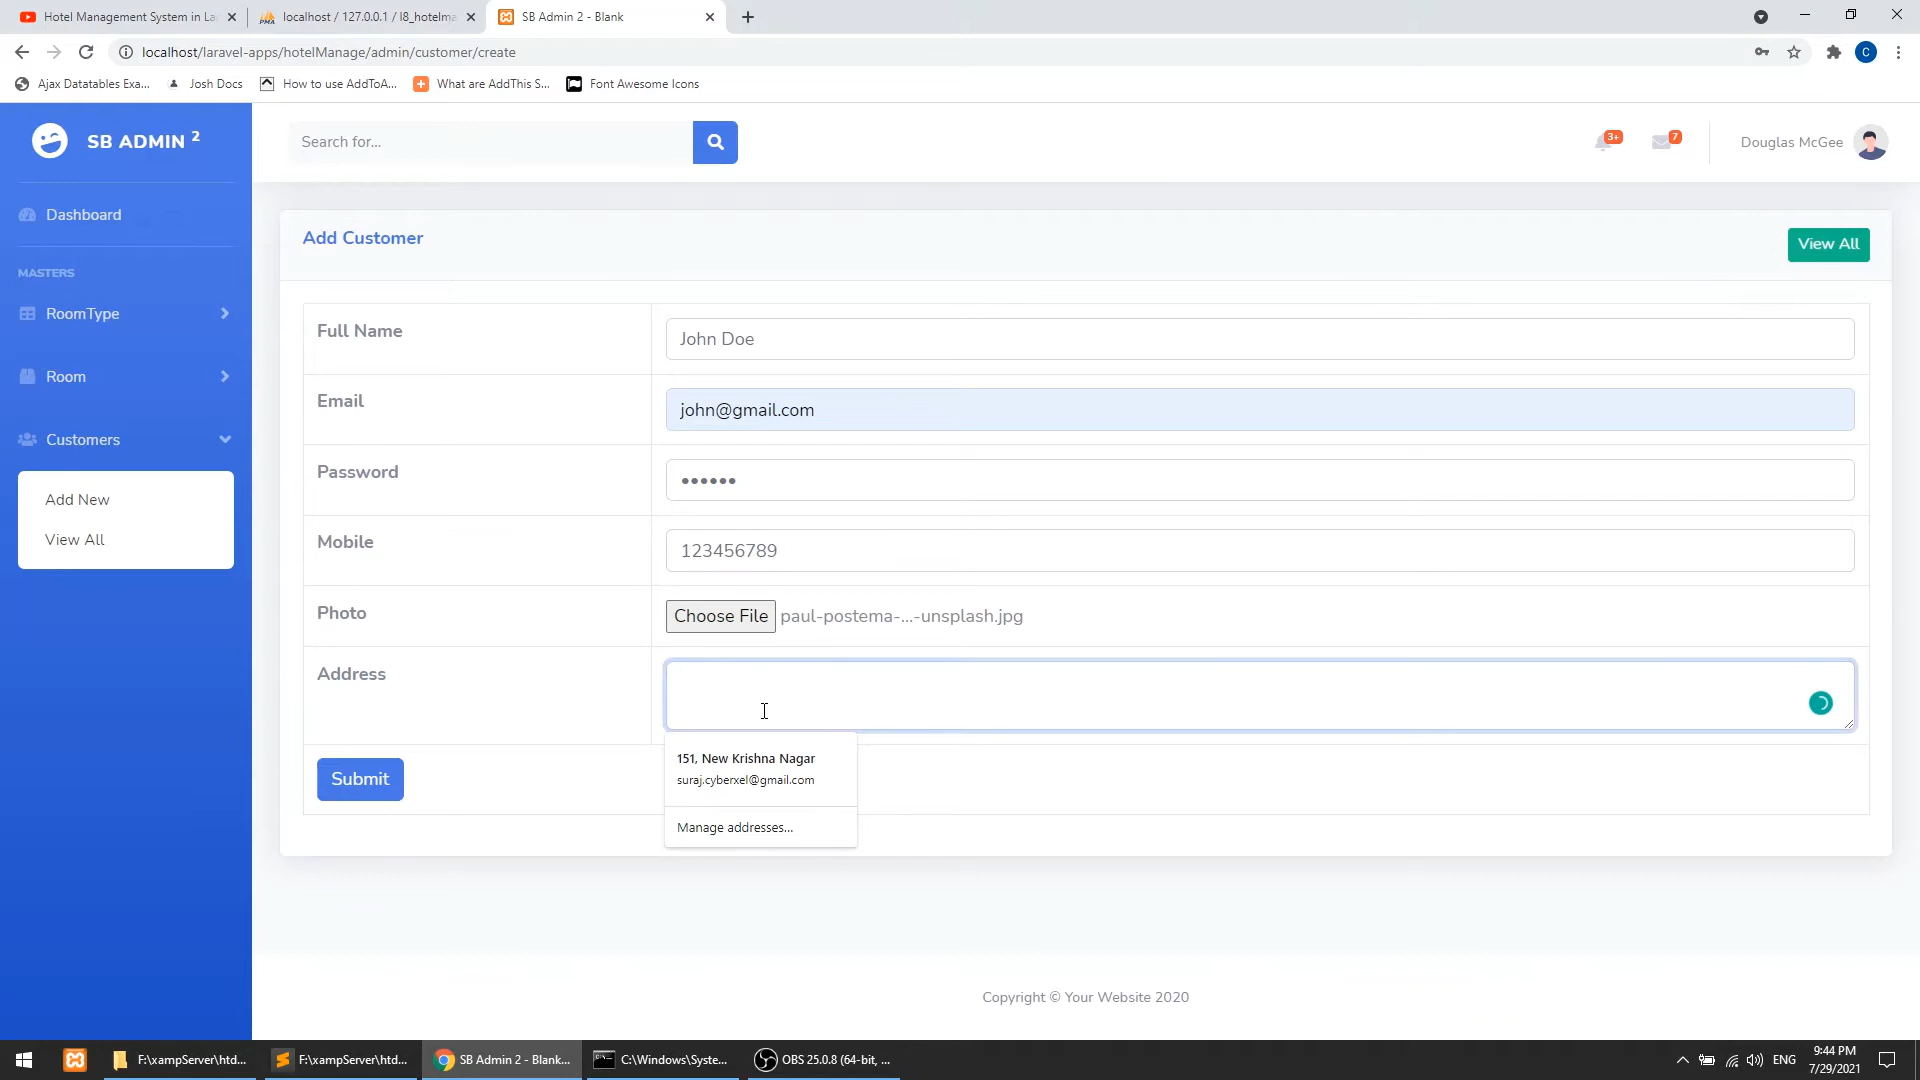 Hotel Management System in La
localhost / 127.0.0.1 / l8_hotelma
SB Admin 2 - Blank
localhost/laravel-apps/hotelManage/admin/customer/create
C
Ajax Datatables Exa...
Josh Docs
How to use AddToA...
What are AddThis S...
Font Awesome Icons
SB ADMIN 2
Search for...
3+
7
Douglas McGee
Dashboard
MASTERS
RoomType
Room
Customers
Add New
View All
Add Customer
View All
Full Name
John Doe
Email
john@gmail.com
Password
••••••
Mobile
123456789
Photo
Choose File paul-postema-...-unsplash.jpg
Address
151, New Krishna Nagar
suraj.cyberxel@gmail.com
Manage addresses...
Submit
Copyright © Your Website 2020
F:\xampServer\htd...
F:\xampServer\htd...
SB Admin 2 - Blank...
C:\Windows\Syste...
OBS 25.0.8 (64-bit, ...
ENG
9:44 PM
7/29/2021